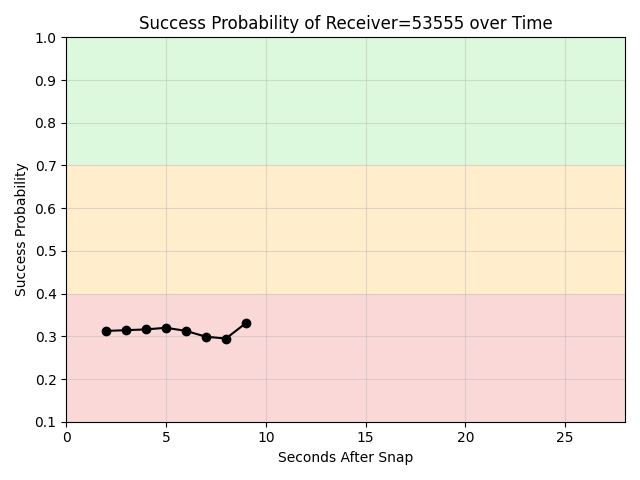 Success Probability of Receiver=53555 over Time
1.0
0.9
0.8
0.7
0.6
0.5
0.4
0.3
0.2
0.1
Success Probability
0 5 10 15 20 25
Seconds After Snap